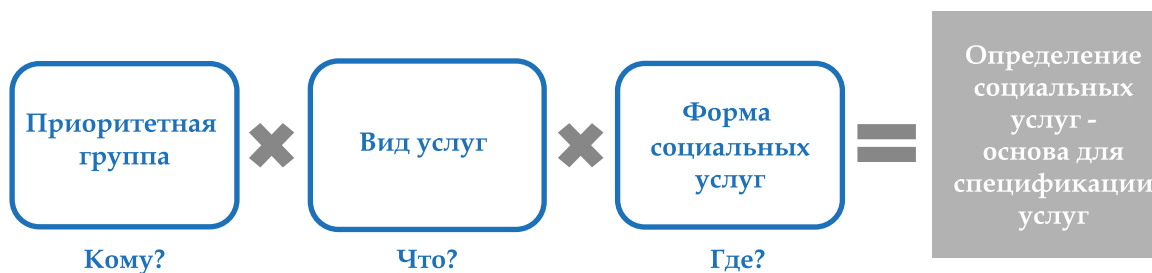 Приоритетная
группа
Вид услуг
Форма
социальных
услуг
Определение
социальных
услуг -
основа для
спецификации
услуг
Кому?
Что?
Где?